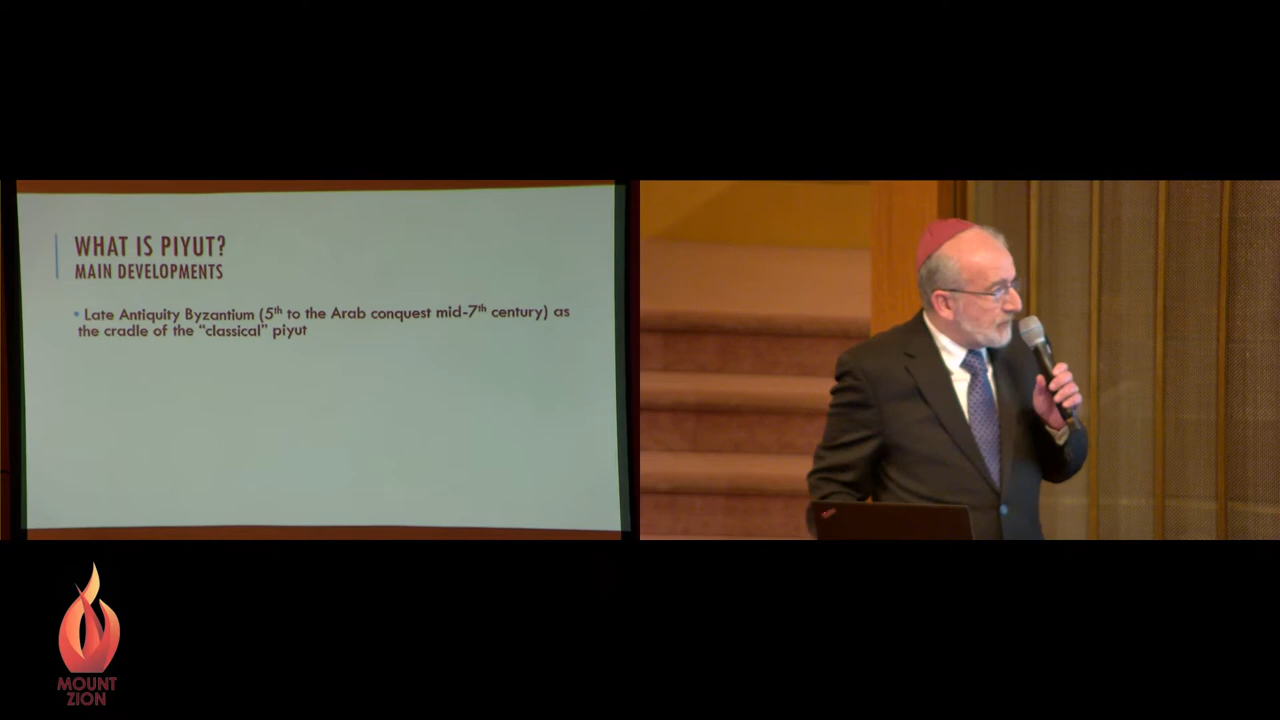 WHAT IS PIYUT?
MAIN DEVELOPMENTS
• Late Antiquity Byzantium (5th to the Arab conquest mid-7th century) as
the cradle of the “classical” piyut
MOUNT
ZION